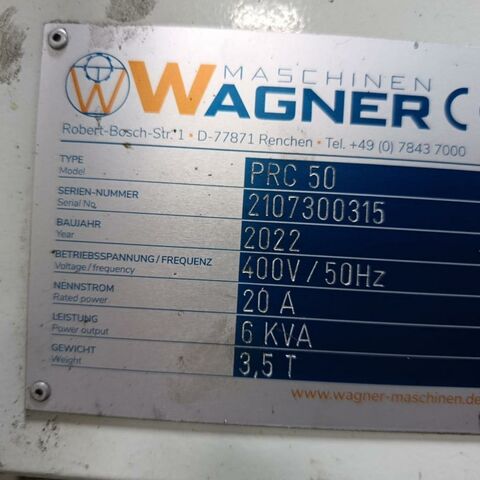 MASCHINEN
WAGNER
Robert-Bosch-Str. 1 • D-77871 Renchen • Tel. +49 (0) 7843 7000
TYPE
Model
PRC 50
SERIEN-NUMMER
Serial No
2107300315
BAUJAHR
Year
2022
BETRIEBSSPANNUNG/FREQUENZ
Voltage/frequency
400V/50Hz
NENNSTROM
Rated power
20 A
LEISTUNG
Power output
6 KVA
GEWICHT
Weight
3,5 T
www.wagner-maschinen.de